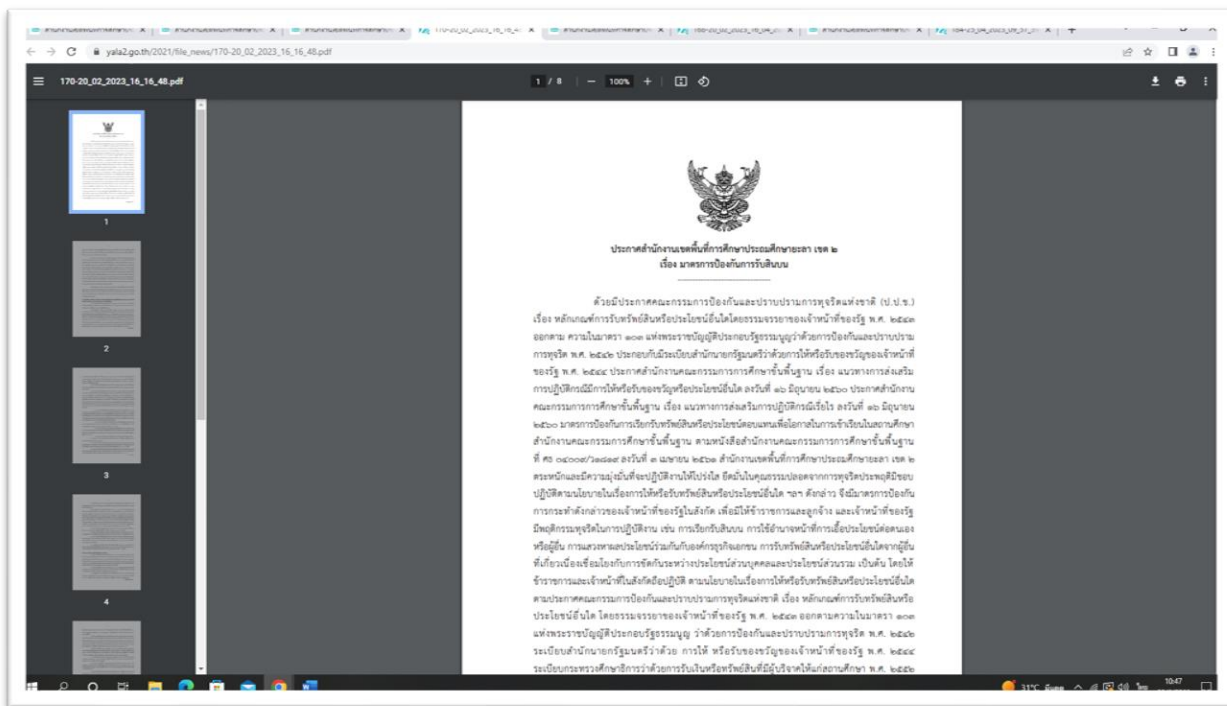 170-20_02_2023_16_16_4
yala2.go.th/2021/file_news/170-20_02_2023_16_16_48.pdf
170-20_02_2023_16_16_48.pdf
1 / 8
100%
1
2
3
4
ประกาศสำนักงานเขตพื้นที่การศึกษาประถมศึกษายะลา เขต ๒
เรื่อง มาตรการป้องกันการรับสินบน
ด้วยมีประกาศคณะกรรมการป้องกันและปราบปรามการทุจริตแห่งชาติ (ป.ป.ช.)
เรื่อง หลักเกณฑ์การรับทรัพย์สินหรือประโยชน์อื่นใดโดยธรรมจรรยาของเจ้าหน้าที่ของรัฐ พ.ศ. ๒๕๔๓
ออกตาม ความในมาตรา ๑๐๓ แห่งพระราชบัญญัติประกอบรัฐธรรมนูญว่าด้วยการป้องกันและปราบปราม
การทุจริต พ.ศ. ๒๕๔๒ ประกอบกับมีระเบียบสำนักนายกรัฐมนตรีว่าด้วยการให้หรือรับของขวัญของเจ้าหน้าที่
ของรัฐ พ.ศ. ๒๕๔๔ ประกาศสำนักงานคณะกรรมการการศึกษาขั้นพื้นฐาน เรื่อง แนวทางการส่งเสริม
การปฏิบัติกรณีมีการให้หรือรับของขวัญหรือประโยชน์อื่นใด ลงวันที่ ๑๖ มิถุนายน ๒๕๖๐ ประกาศสำนักงาน
คณะกรรมการการศึกษาขั้นพื้นฐาน เรื่อง แนวทางการส่งเสริมการปฏิบัติกรณีเรี่ยไร ลงวันที่ ๑๖ มิถุนายน
๒๕๖๐ มาตรการป้องกันการเรียกรับทรัพย์สินหรือประโยชน์ตอบแทนเพื่อโอกาสในการเข้าเรียนในสถานศึกษา
สำนักงานคณะกรรมการศึกษาขั้นพื้นฐาน ตามหนังสือสำนักงานคณะกรรมการการศึกษาขั้นพื้นฐาน
ลงวันที่ ๓ เมษายน ๒๕๖๑ สำนักงานเขตพื้นที่การศึกษาประถมศึกษายะลา เขต ๒
ตระหนักและมีความมุ่งมั่นที่จะปฏิบัติงานให้โปร่งใส ยึดมั่นในคุณธรรมปลอดจากการทุจริตประพฤติมิชอบ
ปฏิบัติตามนโยบายในเรื่องการให้หรือรับทรัพย์สินหรือประโยชน์อื่นใด ฯลฯ ดังกล่าว จึงมีมาตรการป้องกัน
การกระทำดังกล่าวของเจ้าหน้าที่ของรัฐในสังกัด เพื่อมิให้ข้าราชการและลูกจ้าง และเจ้าหน้าที่ของรัฐ
มีพฤติกรรมทุจริตในการปฏิบัติงาน เช่น การเรียกรับสินบน การใช้อำนาจหน้าที่การเอื้อประโยชน์ต่อตนเอง
หรือผู้อื่น การแสวงหาผลประโยชน์ร่วมกันกับองค์กรธุรกิจเอกชน การรับทรัพย์สินหรือประโยชน์อื่นใดจากผู้อื่น
ที่เกี่ยวเนื่องเชื่อมโยงกับการขัดกันระหว่างประโยชน์ส่วนบุคคลและประโยชน์ส่วนรวม เป็นต้น โดยให้
ข้าราชการและเจ้าหน้าที่ในสังกัดถือปฏิบัติ ตามนโยบายในเรื่องการให้หรือรับทรัพย์สินหรือประโยชน์อื่นใด
ตามประกาศคณะกรรมการป้องกันและปราบปรามการทุจริตแห่งชาติ เรื่อง หลักเกณฑ์การรับทรัพย์สินหรือ
ประโยชน์อื่นใด โดยธรรมจรรยาของเจ้าหน้าที่ของรัฐ พ.ศ. ๒๕๔๓ ออกตามความในมาตรา ๑๐๓
แห่งพระราชบัญญัติประกอบรัฐธรรมนูญ ว่าด้วยการป้องกันและปราบปรามการทุจริต พ.ศ. ๒๕๔๒
ระเบียบสำนักนายกรัฐมนตรีว่าด้วย การให้ หรือรับของขวัญของเจ้าหน้าที่ของรัฐ พ.ศ. ๒๕๔๔
ระเบียบกระทรวงศึกษาธิการว่าด้วยการรับเงินหรือทรัพย์สินที่มีผู้บริจาคให้แก่สถานศึกษา พ.ศ. ๒๕๕๒
31°C
10:47